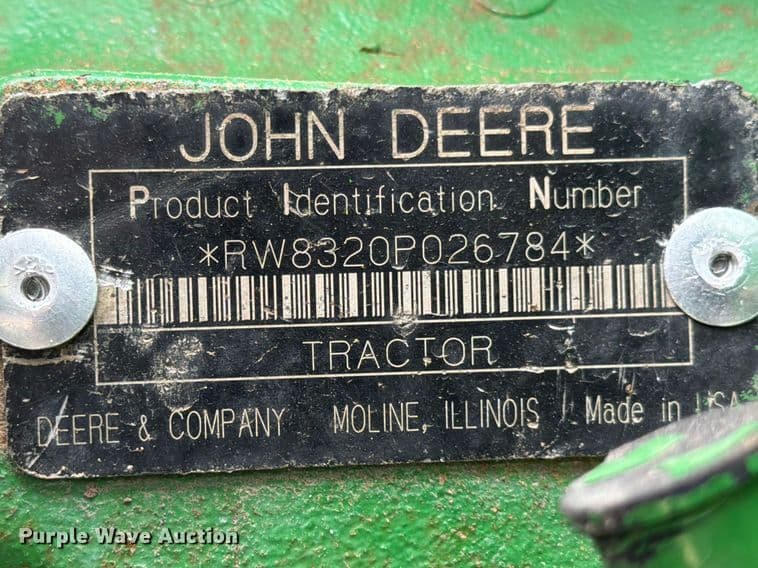 JOHN DEERE
Product Identification Number
*RW8320P026784*
TRACTOR
DEERE & COMPANY MOLINE, ILLINOIS Made in USA
Purple Wave Auction